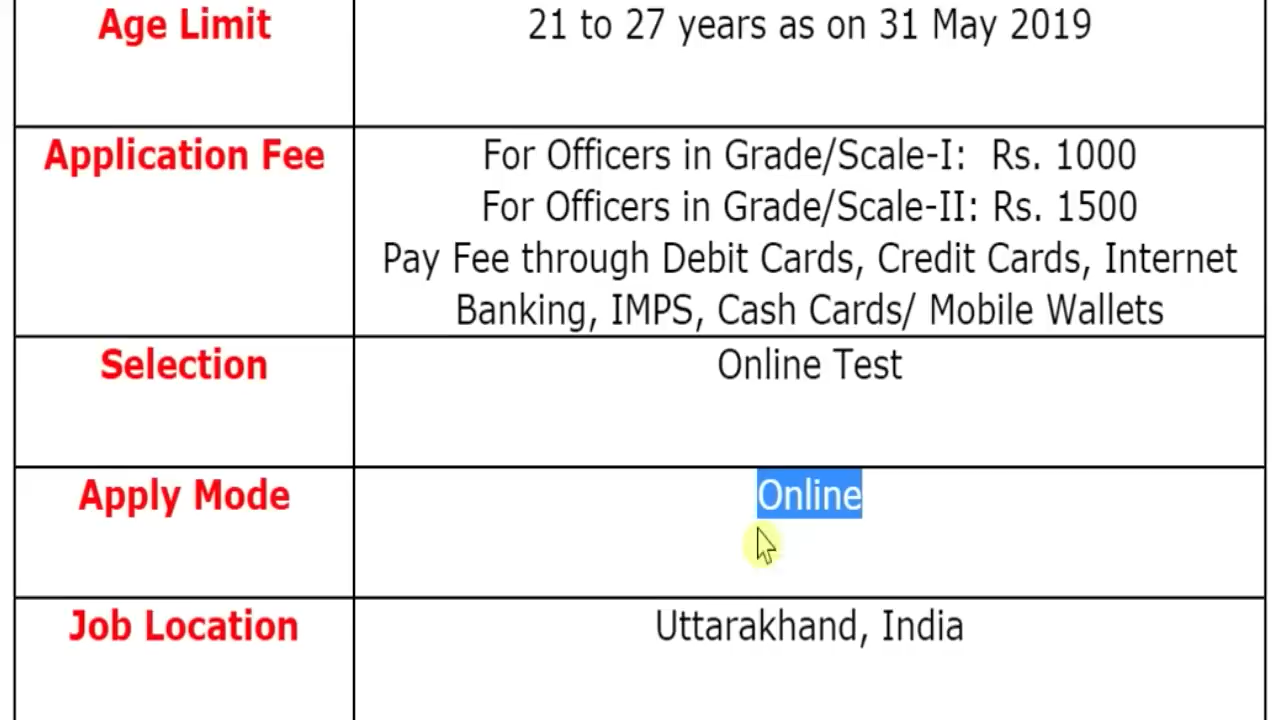 Age Limit
21 to 27 years as on 31 May 2019
Application Fee
For Officers in Grade/Scale-I:  Rs. 1000
For Officers in Grade/Scale-II: Rs. 1500
Pay Fee through Debit Cards, Credit Cards, Internet
Banking, IMPS, Cash Cards/ Mobile Wallets
Selection
Online Test
Apply Mode
Online
Job Location
Uttarakhand, India